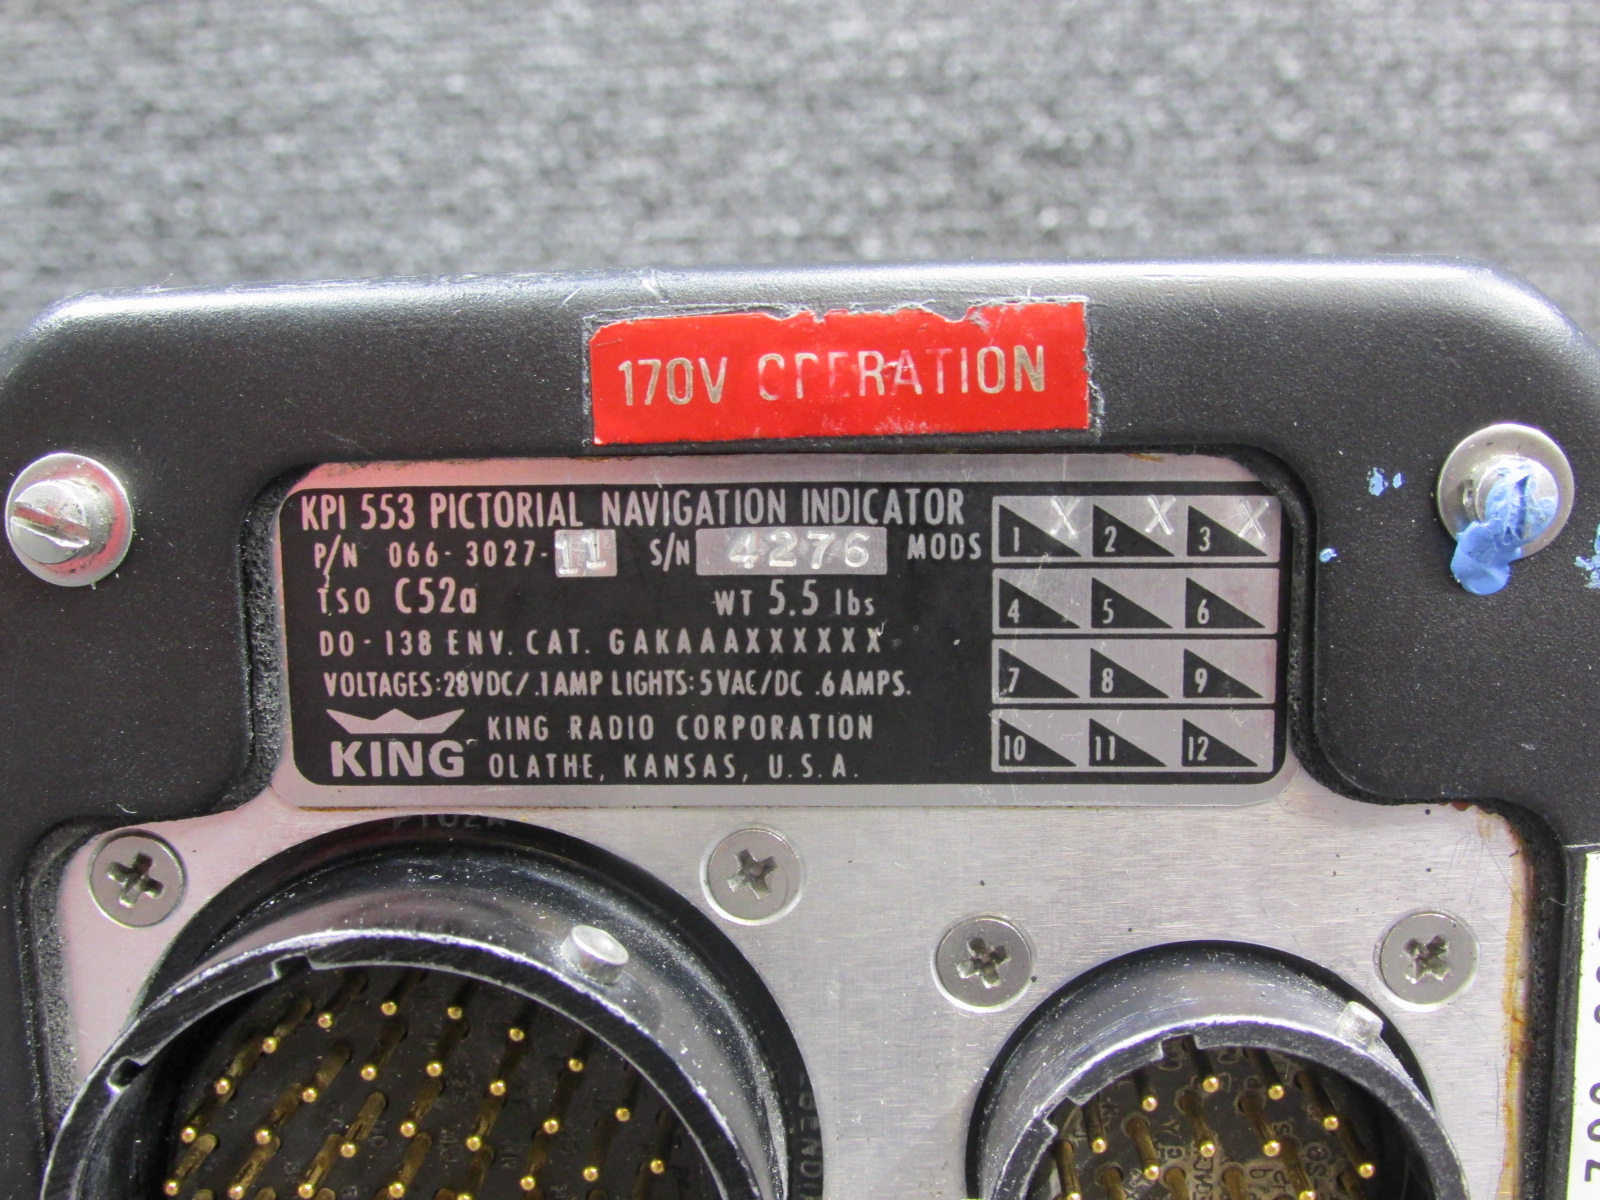 170V OPERATION
KPI 553 PICTORIAL NAVIGATION INDICATOR
P/N 066-3027-11 S/N 4276 MODS
TSO C52a WT 5.5 lbs
DO-138 ENV. CAT. GAKAAAXXXXXX
VOLTAGES:28VDC/.1AMP LIGHTS:5VAC/DC .6AMPS.
KING KING RADIO CORPORATION
OLATHE, KANSAS, U.S.A.
1 X 2 X 3 X
4 5 6
7 8 9
10 11 12